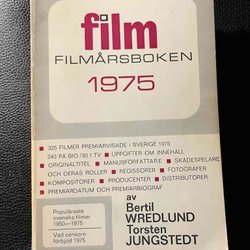 film
FILMÅRSBOKEN
1975
▪ 325 FILMER PREMIÄRVISADE I SVERIGE 1975
240 PÅ BIO/85 I TV ▪ UPPGIFTER OM INNEHÅLL
▪ ORIGINALTITEL ▪ MANUSFÖRFATTARE ▪ SKÅDESPELARE
OCH DERAS ROLLER ▪ REGISSÖRER ▪ FOTOGRAFER
▪ KOMPOSITÖRER ▪ PRODUCENTER ▪ DISTRIBUTÖRER
▪ PREMIÄRDATUM OCH PREMIÄRBIOGRAF
Populäraste
svenska filmer
1950—1975
Vad censorn
förbjöd 1975
av
Bertil
WREDLUND
Torsten
JUNGSTEDT